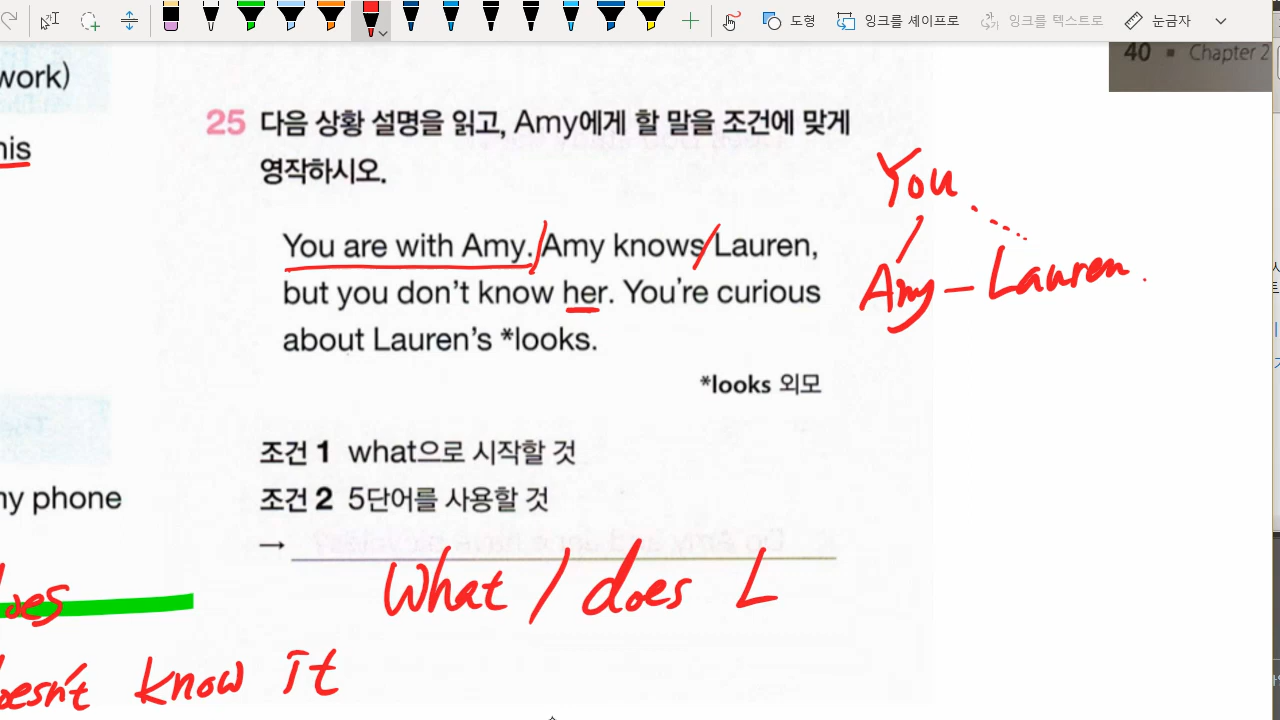 도형
잉크를 셰이프로
잉크를 텍스트로
눈금자
40 ▪ Chapter 2
work)
his
25 다음 상황 설명을 읽고, Amy에게 할 말을 조건에 맞게
영작하시오.
You are with Amy. / Amy knows / Lauren,
but you don't know her. You're curious
about Lauren's *looks.
*looks 외모
You
Amy – Lauren.
조건 1 what으로 시작할 것
조건 2 5단어를 사용할 것
→
my phone
What / does L
oes
oesn't know it